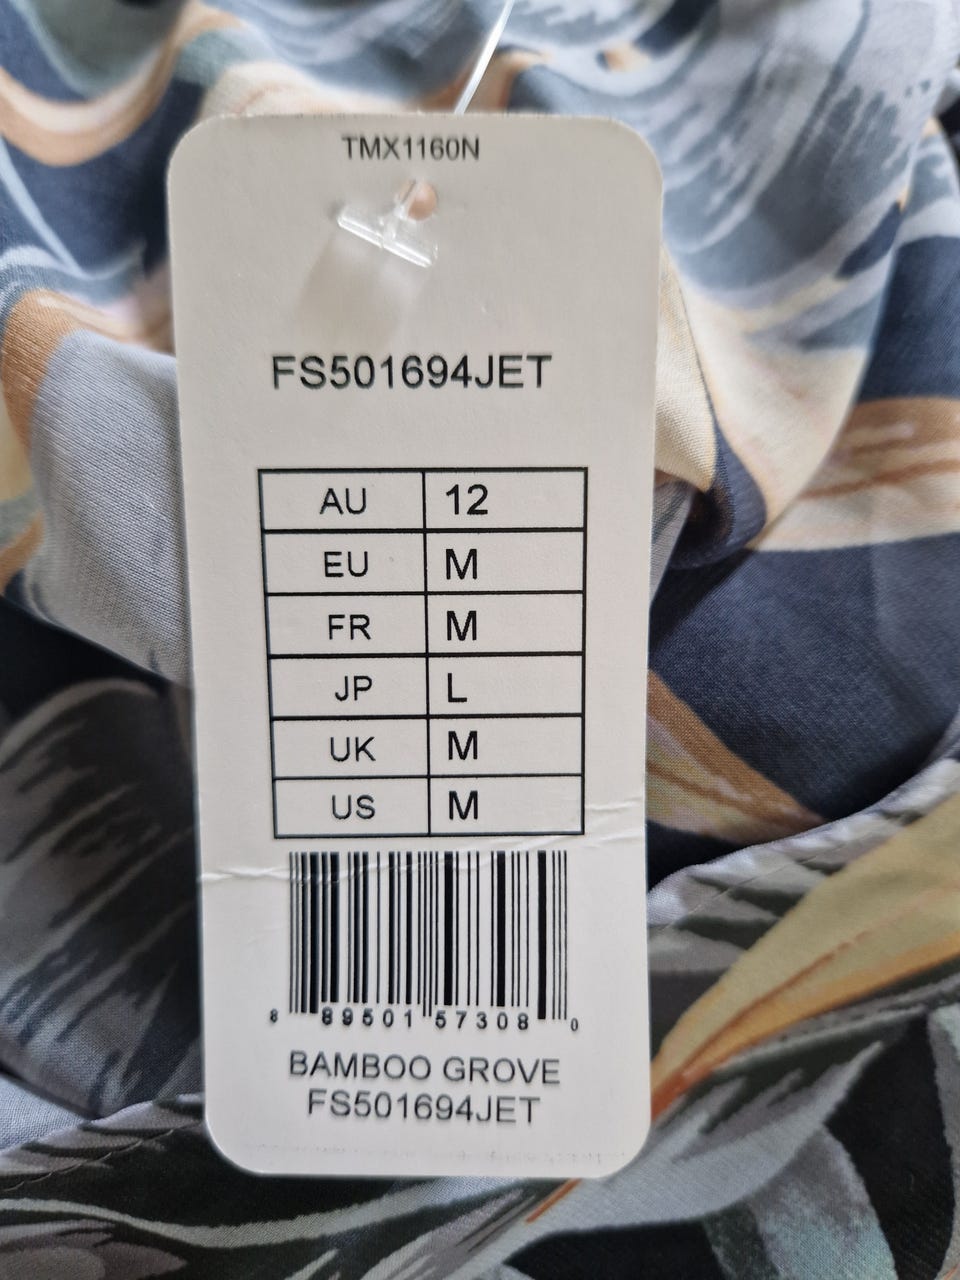 TMX1160N
FS501694JET
AU 12
EU M
FR M
JP L
UK M
US M
8 89501 57308 0
BAMBOO GROVE
FS501694JET